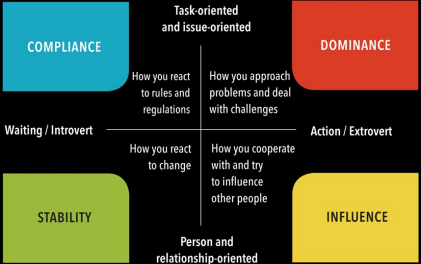 Task-oriented
and issue-oriented
COMPLIANCE
DOMINANCE
How you react
to rules and
regulations
How you approach
problems and deal
with challenges
Waiting / Introvert
Action / Extrovert
How you react
to change
How you cooperate
with and try
to influence
other people
STABILITY
INFLUENCE
Person and
relationship-oriented